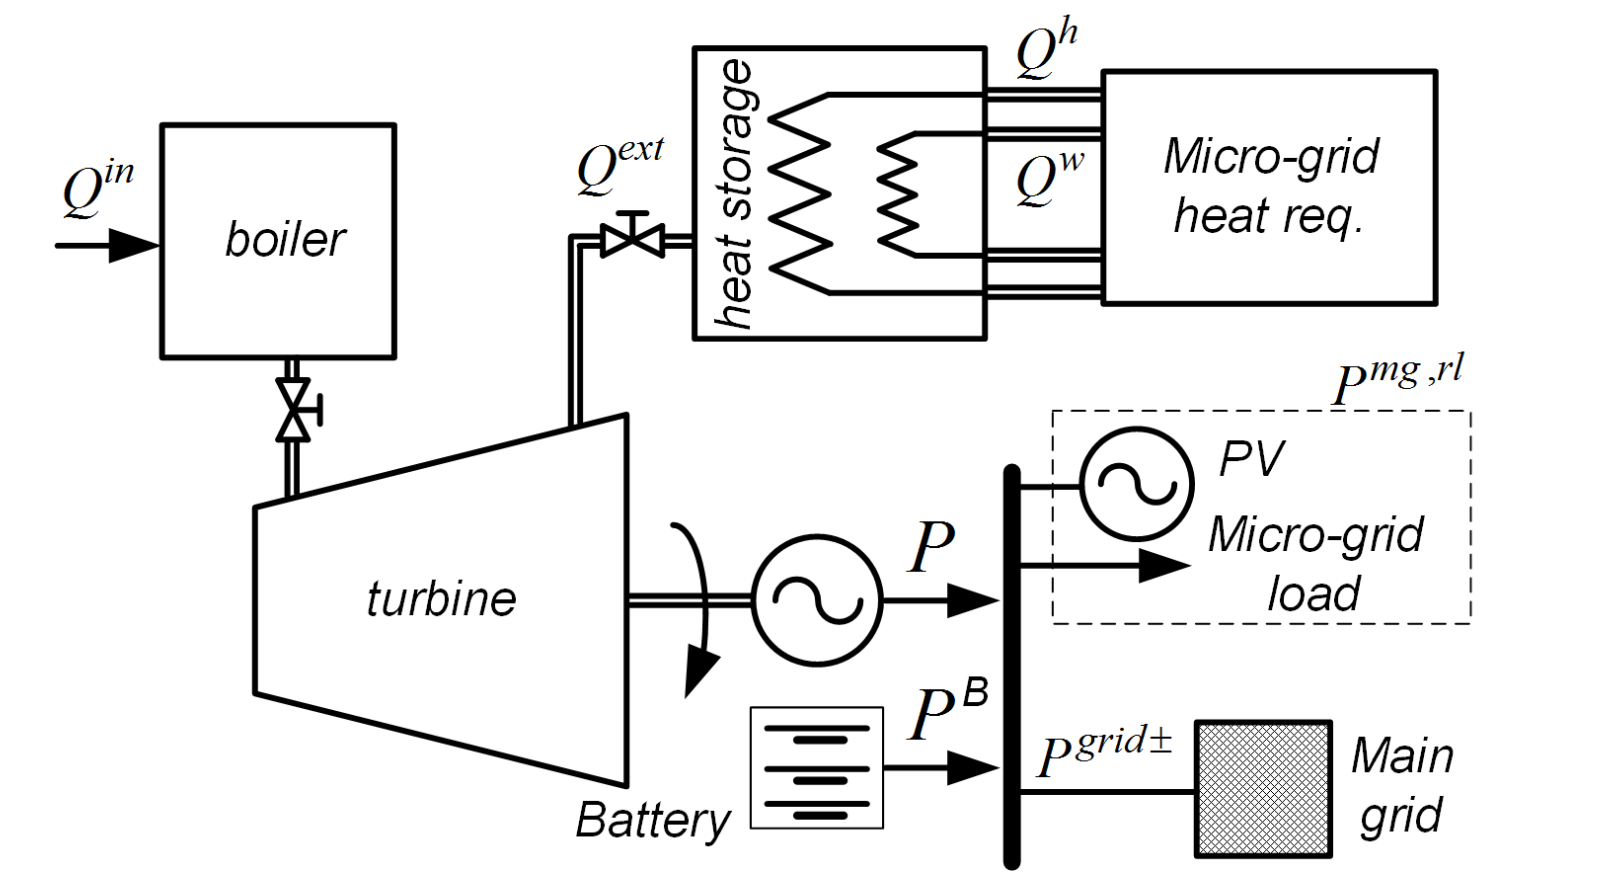 Q^h
Q^in
boiler
Q^ext
heat storage
Q^w
Micro-grid
heat req.
P^mg,rl
PV
Micro-grid
load
turbine
P
P^B
Battery
P^grid±
Main
grid